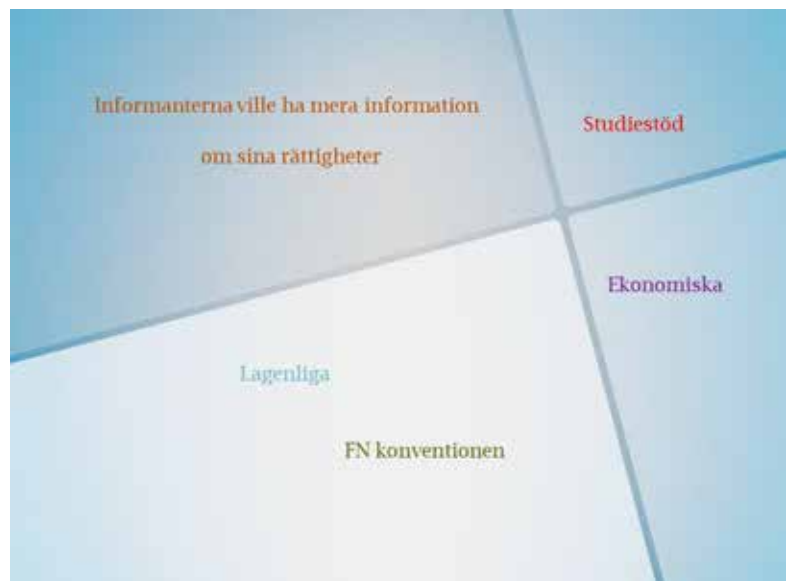 Informanterna ville ha mera information
om sina rättigheter
Studiestöd
Ekonomiska
Lagenliga
FN konventionen